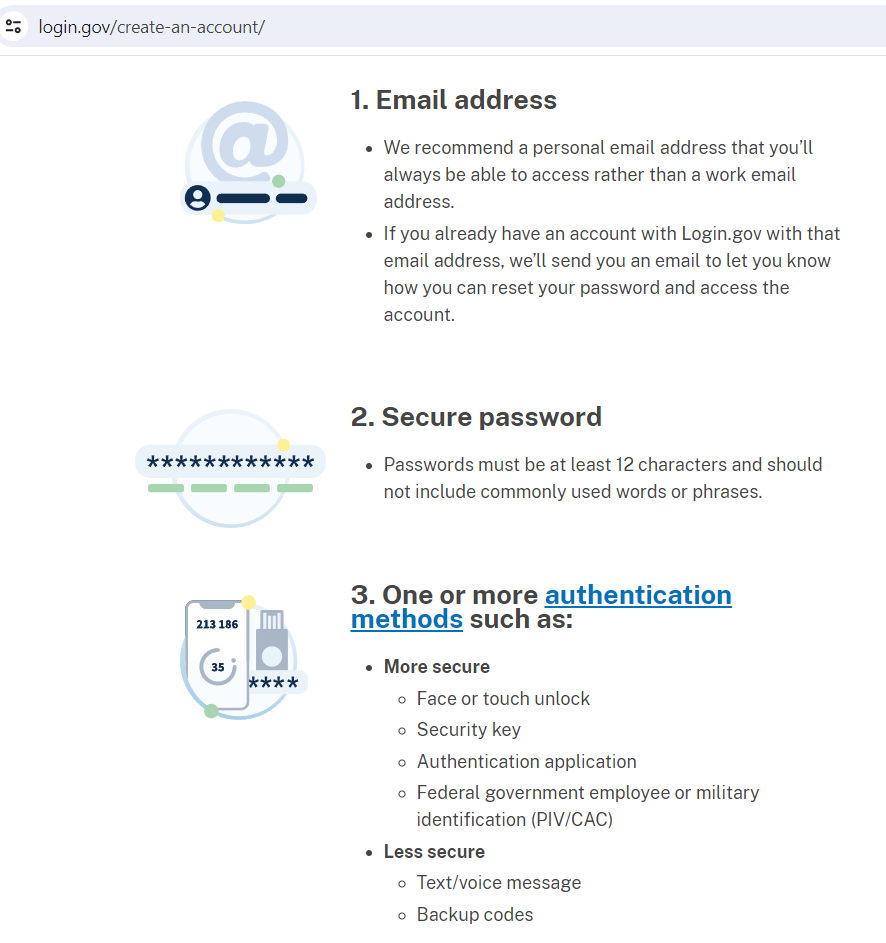 login.gov/create-an-account/
@
1. Email address
We recommend a personal email address that you’ll
always be able to access rather than a work email
address.
If you already have an account with Login.gov with that
email address, we’ll send you an email to let you know
how you can reset your password and access the
account.
2. Secure password
************
Passwords must be at least 12 characters and should
not include commonly used words or phrases.
3. One or more authentication
methods such as:
213 186
35
****
More secure
Face or touch unlock
Security key
Authentication application
Federal government employee or military
identification (PIV/CAC)
Less secure
Text/voice message
Backup codes